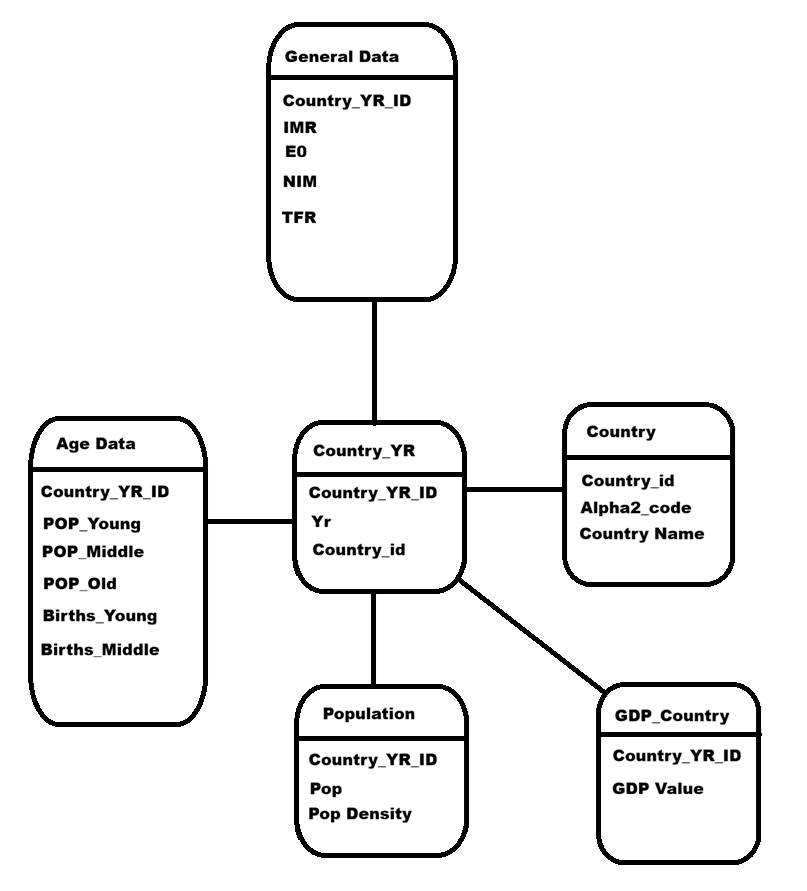 General Data
Country_YR_ID
IMR
E0
NIM
TFR
Age Data
Country_YR_ID
POP_Young
POP_Middle
POP_Old
Births_Young
Births_Middle
Country_YR
Country_YR_ID
Yr
Country_id
Country
Country_id
Alpha2_code
Country Name
Population
Country_YR_ID
Pop
Pop Density
GDP_Country
Country_YR_ID
GDP Value